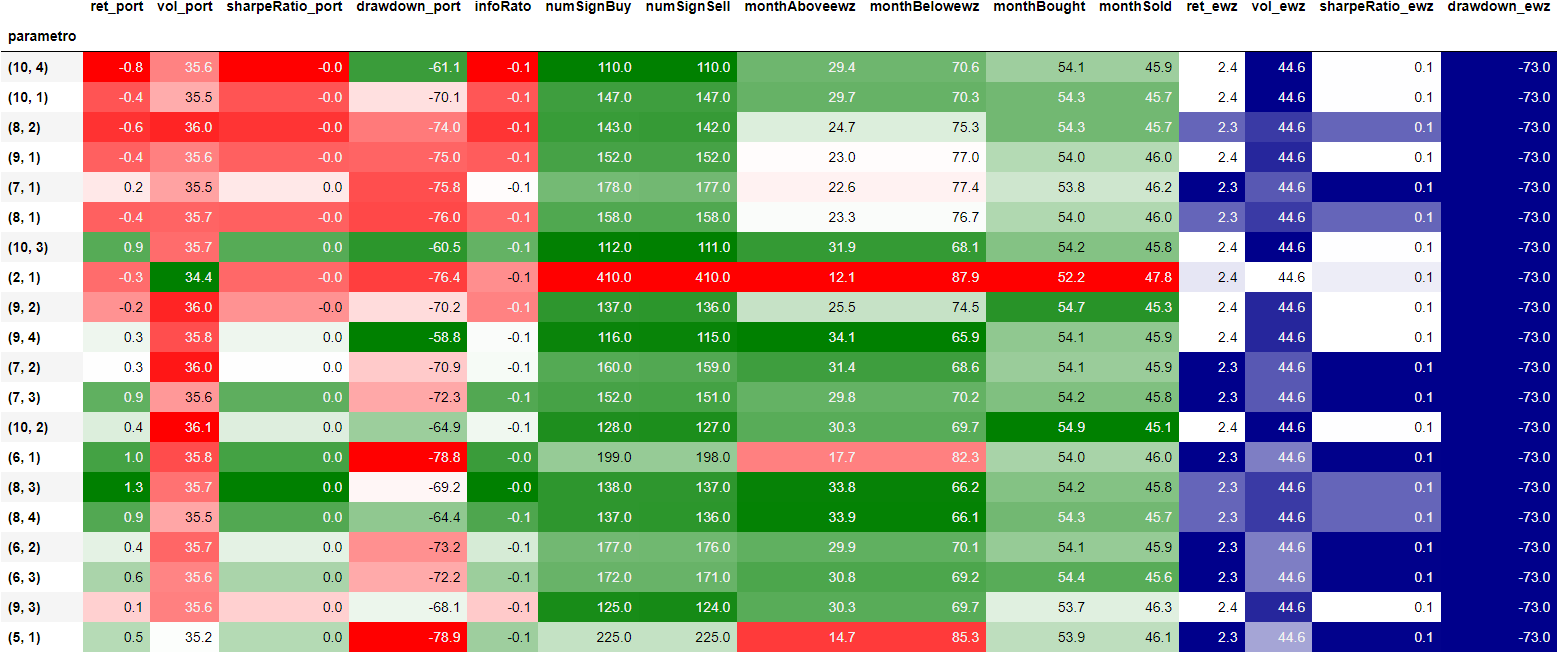 ret_port vol_port sharpeRatio_port drawdown_port infoRato numSignBuy numSignSell monthAboveewz monthBelowewz monthBought monthSold ret_ewz vol_ewz sharpeRatio_ewz drawdown_ewz
parametro
(10, 4) -0.8 35.6 -0.0 -61.1 -0.1 110.0 110.0 29.4 70.6 54.1 45.9 2.4 44.6 0.1 -73.0
(10, 1) -0.4 35.5 -0.0 -70.1 -0.1 147.0 147.0 29.7 70.3 54.3 45.7 2.4 44.6 0.1 -73.0
(8, 2) -0.6 36.0 -0.0 -74.0 -0.1 143.0 142.0 24.7 75.3 54.3 45.7 2.3 44.6 0.1 -73.0
(9, 1) -0.4 35.6 -0.0 -75.0 -0.1 152.0 152.0 23.0 77.0 54.0 46.0 2.4 44.6 0.1 -73.0
(7, 1) 0.2 35.5 0.0 -75.8 -0.1 178.0 177.0 22.6 77.4 53.8 46.2 2.3 44.6 0.1 -73.0
(8, 1) -0.4 35.7 -0.0 -76.0 -0.1 158.0 158.0 23.3 76.7 54.0 46.0 2.3 44.6 0.1 -73.0
(10, 3) 0.9 35.7 0.0 -60.5 -0.1 112.0 111.0 31.9 68.1 54.2 45.8 2.4 44.6 0.1 -73.0
(2, 1) -0.3 34.4 -0.0 -76.4 -0.1 410.0 410.0 12.1 87.9 52.2 47.8 2.4 44.6 0.1 -73.0
(9, 2) -0.2 36.0 -0.0 -70.2 -0.1 137.0 136.0 25.5 74.5 54.7 45.3 2.4 44.6 0.1 -73.0
(9, 4) 0.3 35.8 0.0 -58.8 -0.1 116.0 115.0 34.1 65.9 54.1 45.9 2.4 44.6 0.1 -73.0
(7, 2) 0.3 36.0 0.0 -70.9 -0.1 160.0 159.0 31.4 68.6 54.1 45.9 2.3 44.6 0.1 -73.0
(7, 3) 0.9 35.6 0.0 -72.3 -0.1 152.0 151.0 29.8 70.2 54.2 45.8 2.3 44.6 0.1 -73.0
(10, 2) 0.4 36.1 0.0 -64.9 -0.1 128.0 127.0 30.3 69.7 54.9 45.1 2.4 44.6 0.1 -73.0
(6, 1) 1.0 35.8 0.0 -78.8 -0.0 199.0 198.0 17.7 82.3 54.0 46.0 2.3 44.6 0.1 -73.0
(8, 3) 1.3 35.7 0.0 -69.2 -0.0 138.0 137.0 33.8 66.2 54.2 45.8 2.3 44.6 0.1 -73.0
(8, 4) 0.9 35.5 0.0 -64.4 -0.1 137.0 136.0 33.9 66.1 54.3 45.7 2.3 44.6 0.1 -73.0
(6, 2) 0.4 35.7 0.0 -73.2 -0.1 177.0 176.0 29.9 70.1 54.1 45.9 2.3 44.6 0.1 -73.0
(6, 3) 0.6 35.6 0.0 -72.2 -0.1 172.0 171.0 30.8 69.2 54.4 45.6 2.3 44.6 0.1 -73.0
(9, 3) 0.1 35.6 0.0 -68.1 -0.1 125.0 124.0 30.3 69.7 53.7 46.3 2.4 44.6 0.1 -73.0
(5, 1) 0.5 35.2 0.0 -78.9 -0.1 225.0 225.0 14.7 85.3 53.9 46.1 2.3 44.6 0.1 -73.0